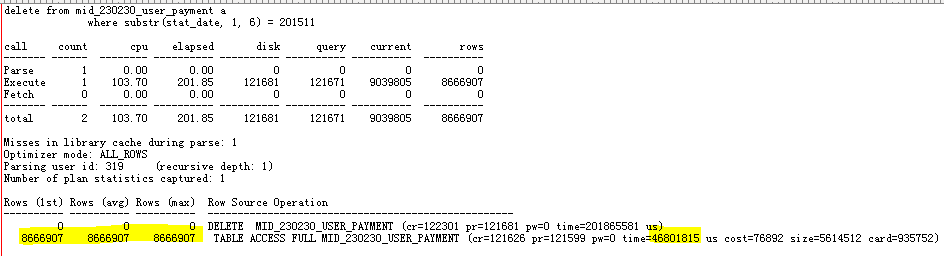 delete from mid_230230_user_payment a
where substr(stat_date, 1, 6) = 201511
call count cpu elapsed disk query current rows
------- ------ -------- ---------- ---------- ---------- ---------- ----------
Parse 1 0.00 0.00 0 0 0 0
Execute 1 103.70 201.85 121681 121671 9039805 8666907
Fetch 0 0.00 0.00 0 0 0 0
------- ------ -------- ---------- ---------- ---------- ---------- ----------
total 2 103.70 201.85 121681 121671 9039805 8666907
Misses in library cache during parse: 1
Optimizer mode: ALL_ROWS
Parsing user id: 319 (recursive depth: 1)
Number of plan statistics captured: 1
Rows (1st) Rows (avg) Rows (max) Row Source Operation
---------- ---------- ---------- ---------------------------------------------------
0 0 0 DELETE MID_230230_USER_PAYMENT (cr=122301 pr=121681 pw=0 time=201865581 us)
8666907 8666907 8666907 TABLE ACCESS FULL MID_230230_USER_PAYMENT (cr=121626 pr=121599 pw=0 time=46801815 us cost=76892 size=5614512 card=935752)